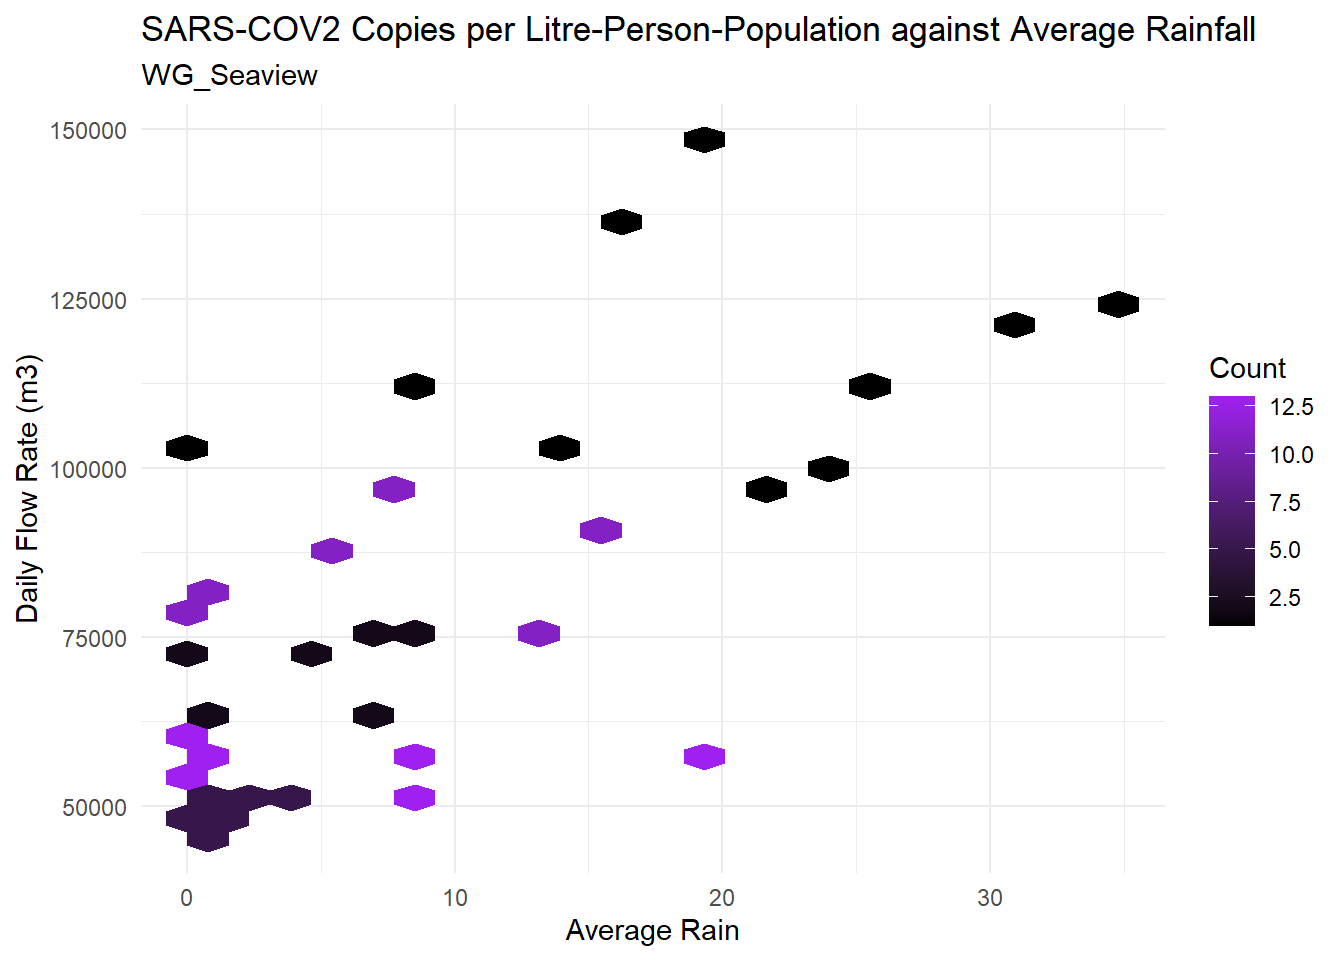 SARS-COV2 Copies per Litre-Person-Population against Average Rainfall
WG_Seaview
150000
125000
100000
75000
50000
Daily Flow Rate (m3)
0
10
20
30
Average Rain
Count
12.5
10.0
7.5
5.0
2.5